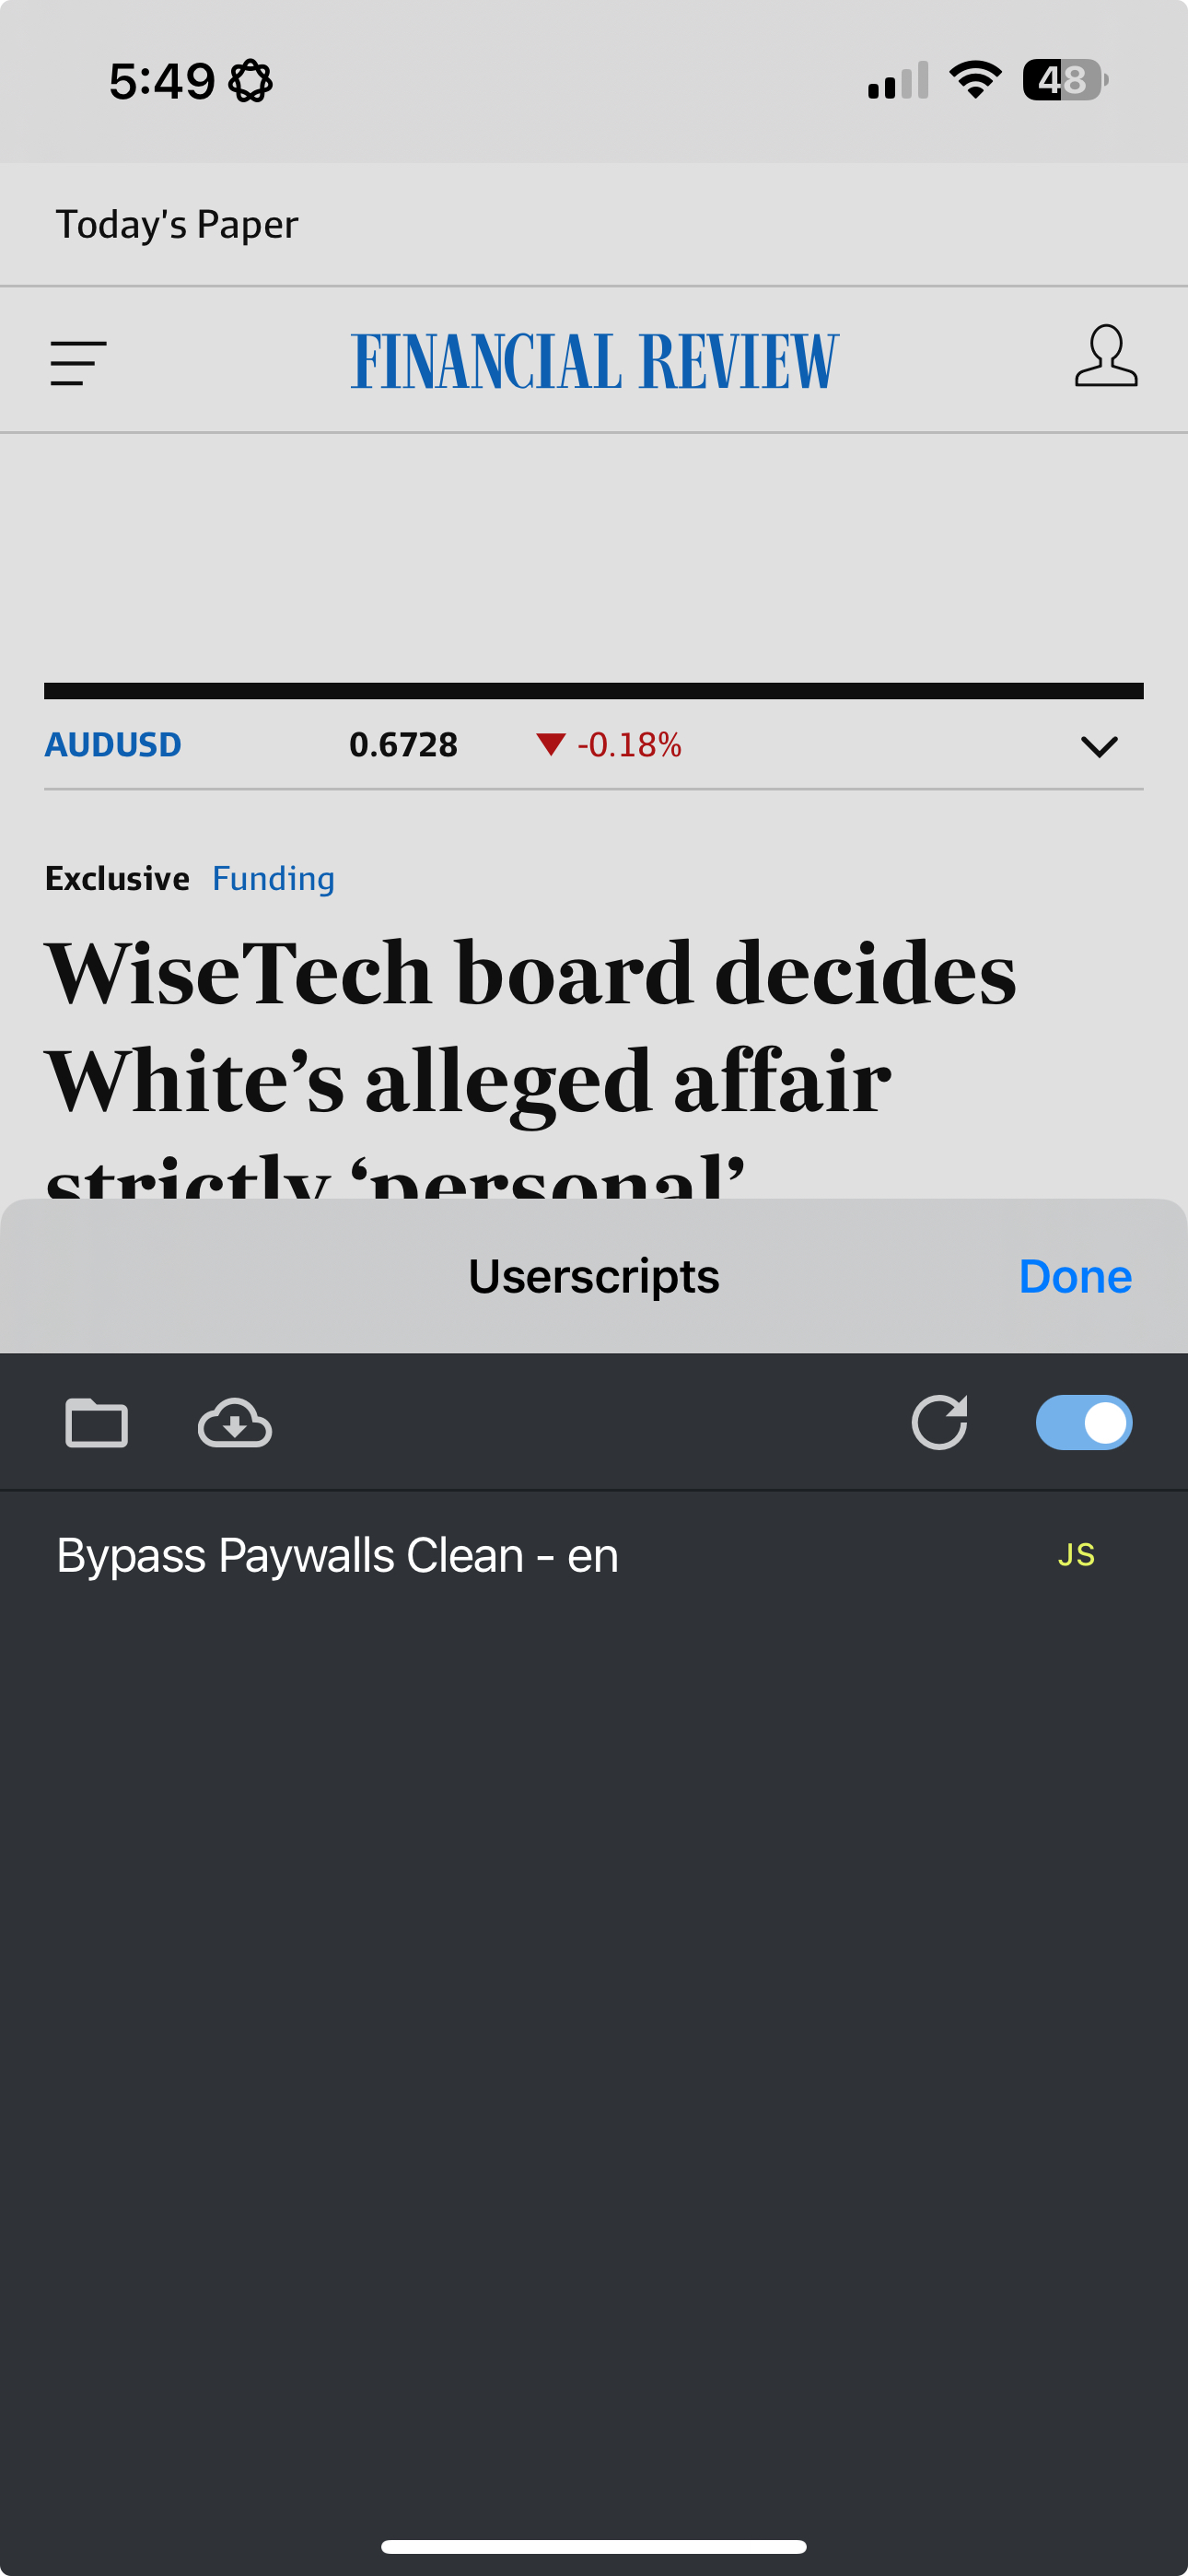 5:49
48
Today's Paper
FINANCIAL REVIEW
AUDUSD 0.6728 ▼ -0.18%
Exclusive Funding
WiseTech board decides
White’s alleged affair
strictly ‘personal’
Userscripts Done
Bypass Paywalls Clean - en JS